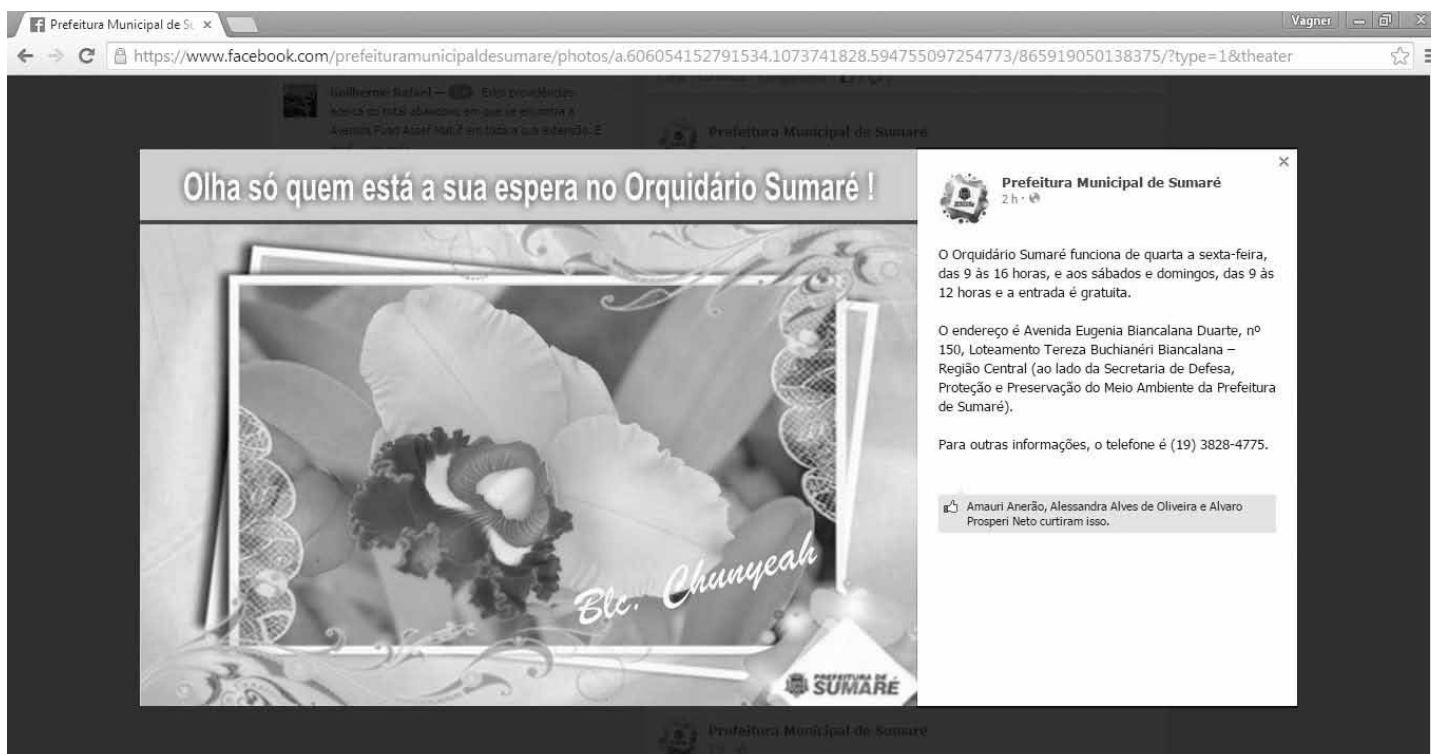 Prefeitura Municipal de Su
Vagner
https://www.facebook.com/prefeituramunicipaldesumare/photos/a.606054152791534.1073741828.594755097254773/865919050138375/?type=1&theater
Guilherme Rafael —
Prefeitura Municipal de Sumaré
Olha só quem está a sua espera no Orquidário Sumaré !
Blc. Chunyeah
PREFEITURA DE
SUMARÉ
Prefeitura Municipal de Sumaré
2 h ·
O Orquidário Sumaré funciona de quarta a sexta-feira,
das 9 às 16 horas, e aos sábados e domingos, das 9 às
12 horas e a entrada é gratuita.
O endereço é Avenida Eugenia Biancalana Duarte, nº
150, Loteamento Tereza Buchianéri Biancalana –
Região Central (ao lado da Secretaria de Defesa,
Proteção e Preservação do Meio Ambiente da Prefeitura
de Sumaré).
Para outras informações, o telefone é (19) 3828-4775.
Amauri Anerão, Alessandra Alves de Oliveira e Alvaro
Prosperi Neto curtiram isso.
Prefeitura Municipal de Sumaré